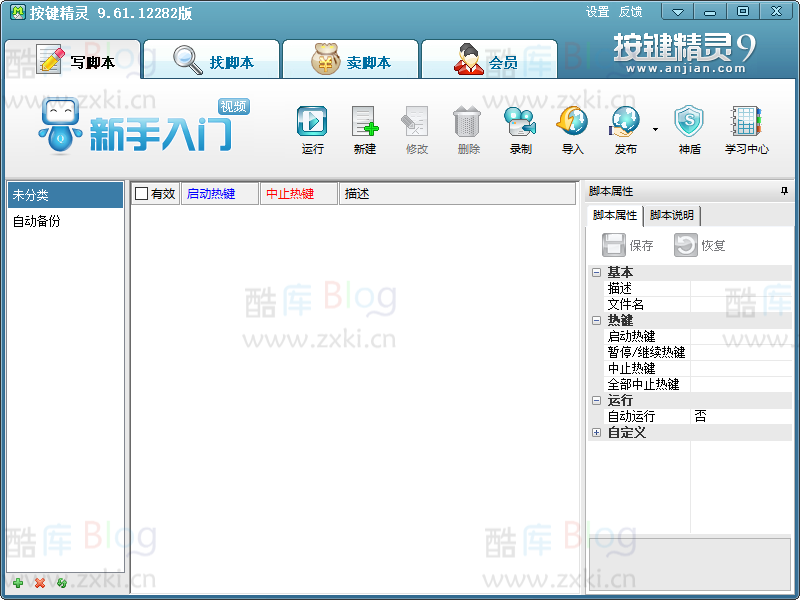 按键精灵 9.61.12282版
设置 反馈
写脚本 找脚本 卖脚本 会员
按键精灵9
www.anjian.com
新手入门 视频
运行 新建 修改 删除 录制 导入 发布 神盾 学习中心
未分类
自动备份
有效 启动热键 中止热键 描述
脚本属性
脚本属性 脚本说明
保存 恢复
基本
描述
文件名
热键
启动热键
暂停/继续热键
中止热键
全部中止热键
运行
自动运行 否
自定义
酷库 Blog
www.zxki.cn
酷库 Blog
www.zxki.cn
酷库 Blog
www.zxki.cn
www.zxki.cn
www.zxki.cn
酷库
www.